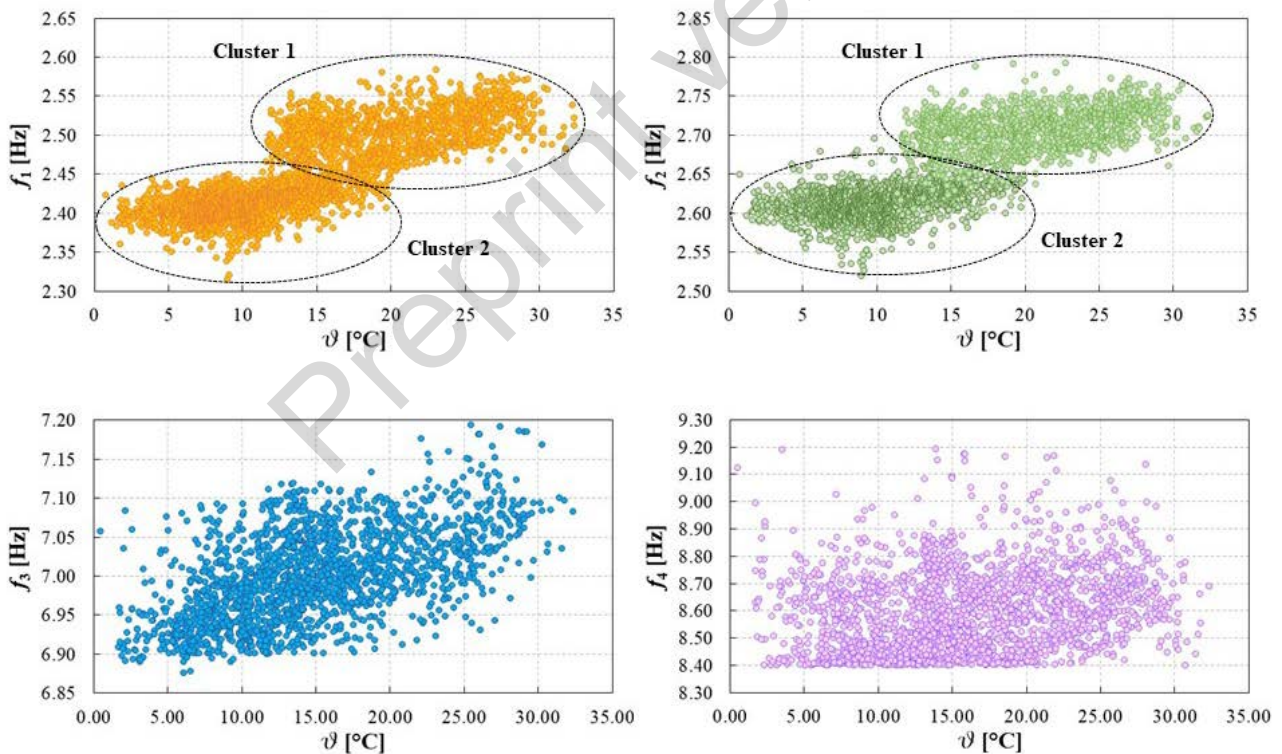 2.65
2.60
2.55
2.50
2.45
2.40
2.35
2.30
f1 [Hz]
Cluster 1
Cluster 2
0 5 10 15 20 25 30 35
ϑ [°C]
2.85
2.80
2.75
2.70
2.65
2.60
2.55
2.50
f2 [Hz]
Cluster 1
Cluster 2
0 5 10 15 20 25 30 35
ϑ [°C]
7.20
7.15
7.10
7.05
7.00
6.95
6.90
6.85
f3 [Hz]
0.00 5.00 10.00 15.00 20.00 25.00 30.00 35.00
ϑ [°C]
9.30
9.20
9.10
9.00
8.80
8.70
8.60
8.50
8.40
8.30
f4 [Hz]
0.00 5.00 10.00 15.00 20.00 25.00 30.00 35.00
ϑ [°C]
Preprint ve